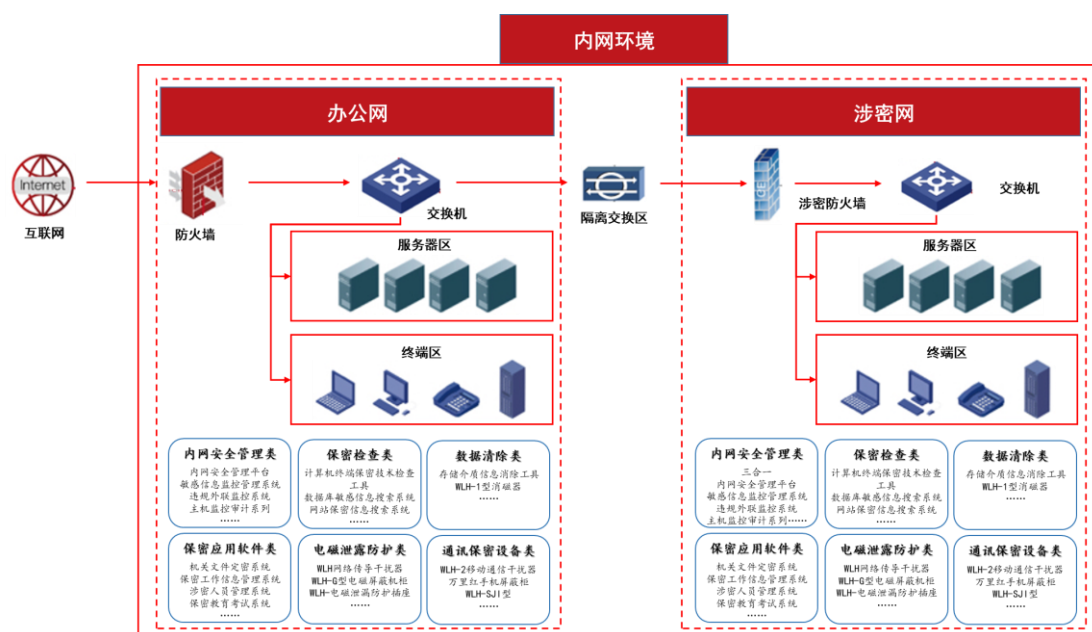 内网环境
办公网
Internet
互联网
防火墙
交换机
服务器区
终端区
内网安全管理类
内网安全管理平台
敏感信息监控管理系统
违规外联监控系统
主机监控审计系列
······
保密检查类
计算机终端保密技术检查
工具
数据库敏感信息搜索系统
网站保密信息搜索系统
······
数据清除类
存储介质信息消除工具
WLH-1型消磁器
······
保密应用软件类
机关文件定密系统
保密工作信息管理系统
涉密人员管理系统
保密教育考试系统
······
电磁泄露防护类
WLH网络传导干扰器
WLH-G型电磁屏蔽机柜
WLH-电磁泄漏防护插座
······
通讯保密设备类
WLH-2移动通信干扰器
万里红手机屏蔽柜
WLH-SJI型
······
隔离交换区
涉密网
涉密防火墙
交换机
服务器区
终端区
内网安全管理类
三合一
内网安全管理平台
敏感信息监控管理系统
违规外联监控系统
主机监控审计系列······
保密检查类
计算机终端保密技术检查
工具
数据库敏感信息搜索系统
网站保密信息搜索系统
······
数据清除类
存储介质信息消除工具
WLH-1型消磁器
······
保密应用软件类
机关文件定密系统
保密工作信息管理系统
涉密人员管理系统
保密教育考试系统
······
电磁泄露防护类
WLH网络传导干扰器
WLH-G型电磁屏蔽机柜
WLH-电磁泄漏防护插座
······
通讯保密设备类
WLH-2移动通信干扰器
万里红手机屏蔽柜
WLH-SJI型
······